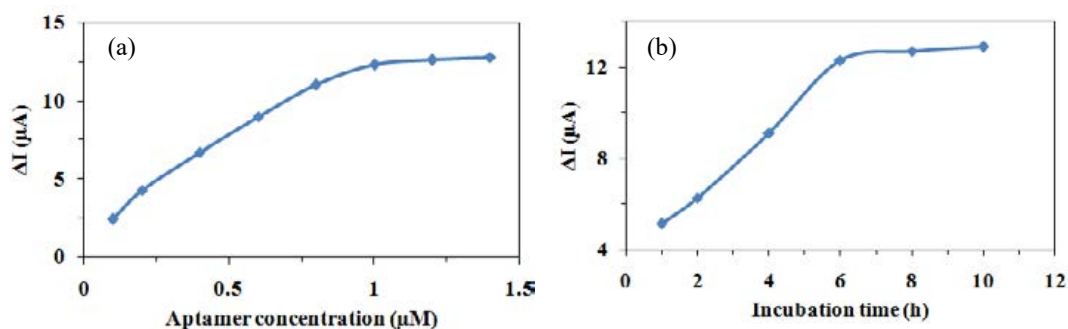 (a)
ΔI (µA)
15
10
5
0
0 0.5 1 1.5
Aptamer concentration (µM)
(b)
ΔI (µA)
12
8
4
0 2 4 6 8 10 12
Incubation time (h)